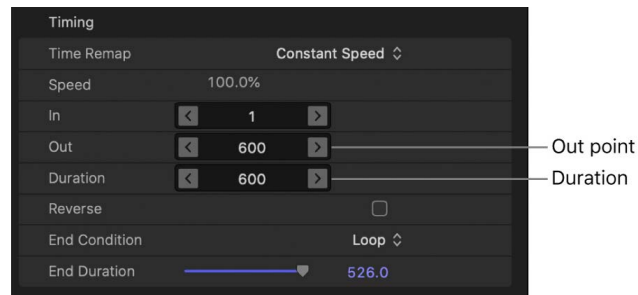 Timing
Time Remap Constant Speed
Speed 100.0%
In 1
Out 600 Out point
Duration 600 Duration
Reverse
End Condition Loop
End Duration 526.0